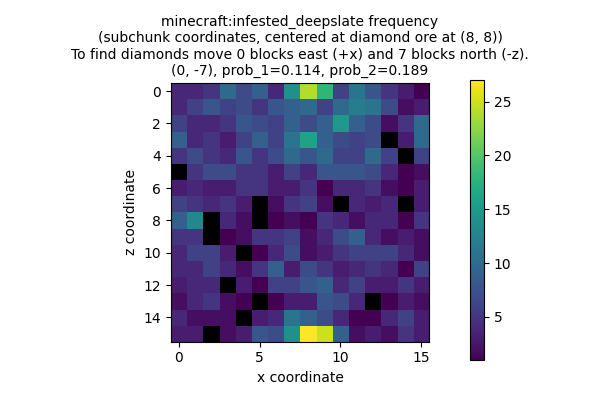 minecraft:infested_deepslate frequency
(subchunk coordinates, centered at diamond ore at (8, 8))
To find diamonds move 0 blocks east (+x) and 7 blocks north (-z).
(0, -7), prob_1=0.114, prob_2=0.189
0
2
4
6
8
10
12
14
z coordinate
0
5
10
15
x coordinate
25
20
15
10
5